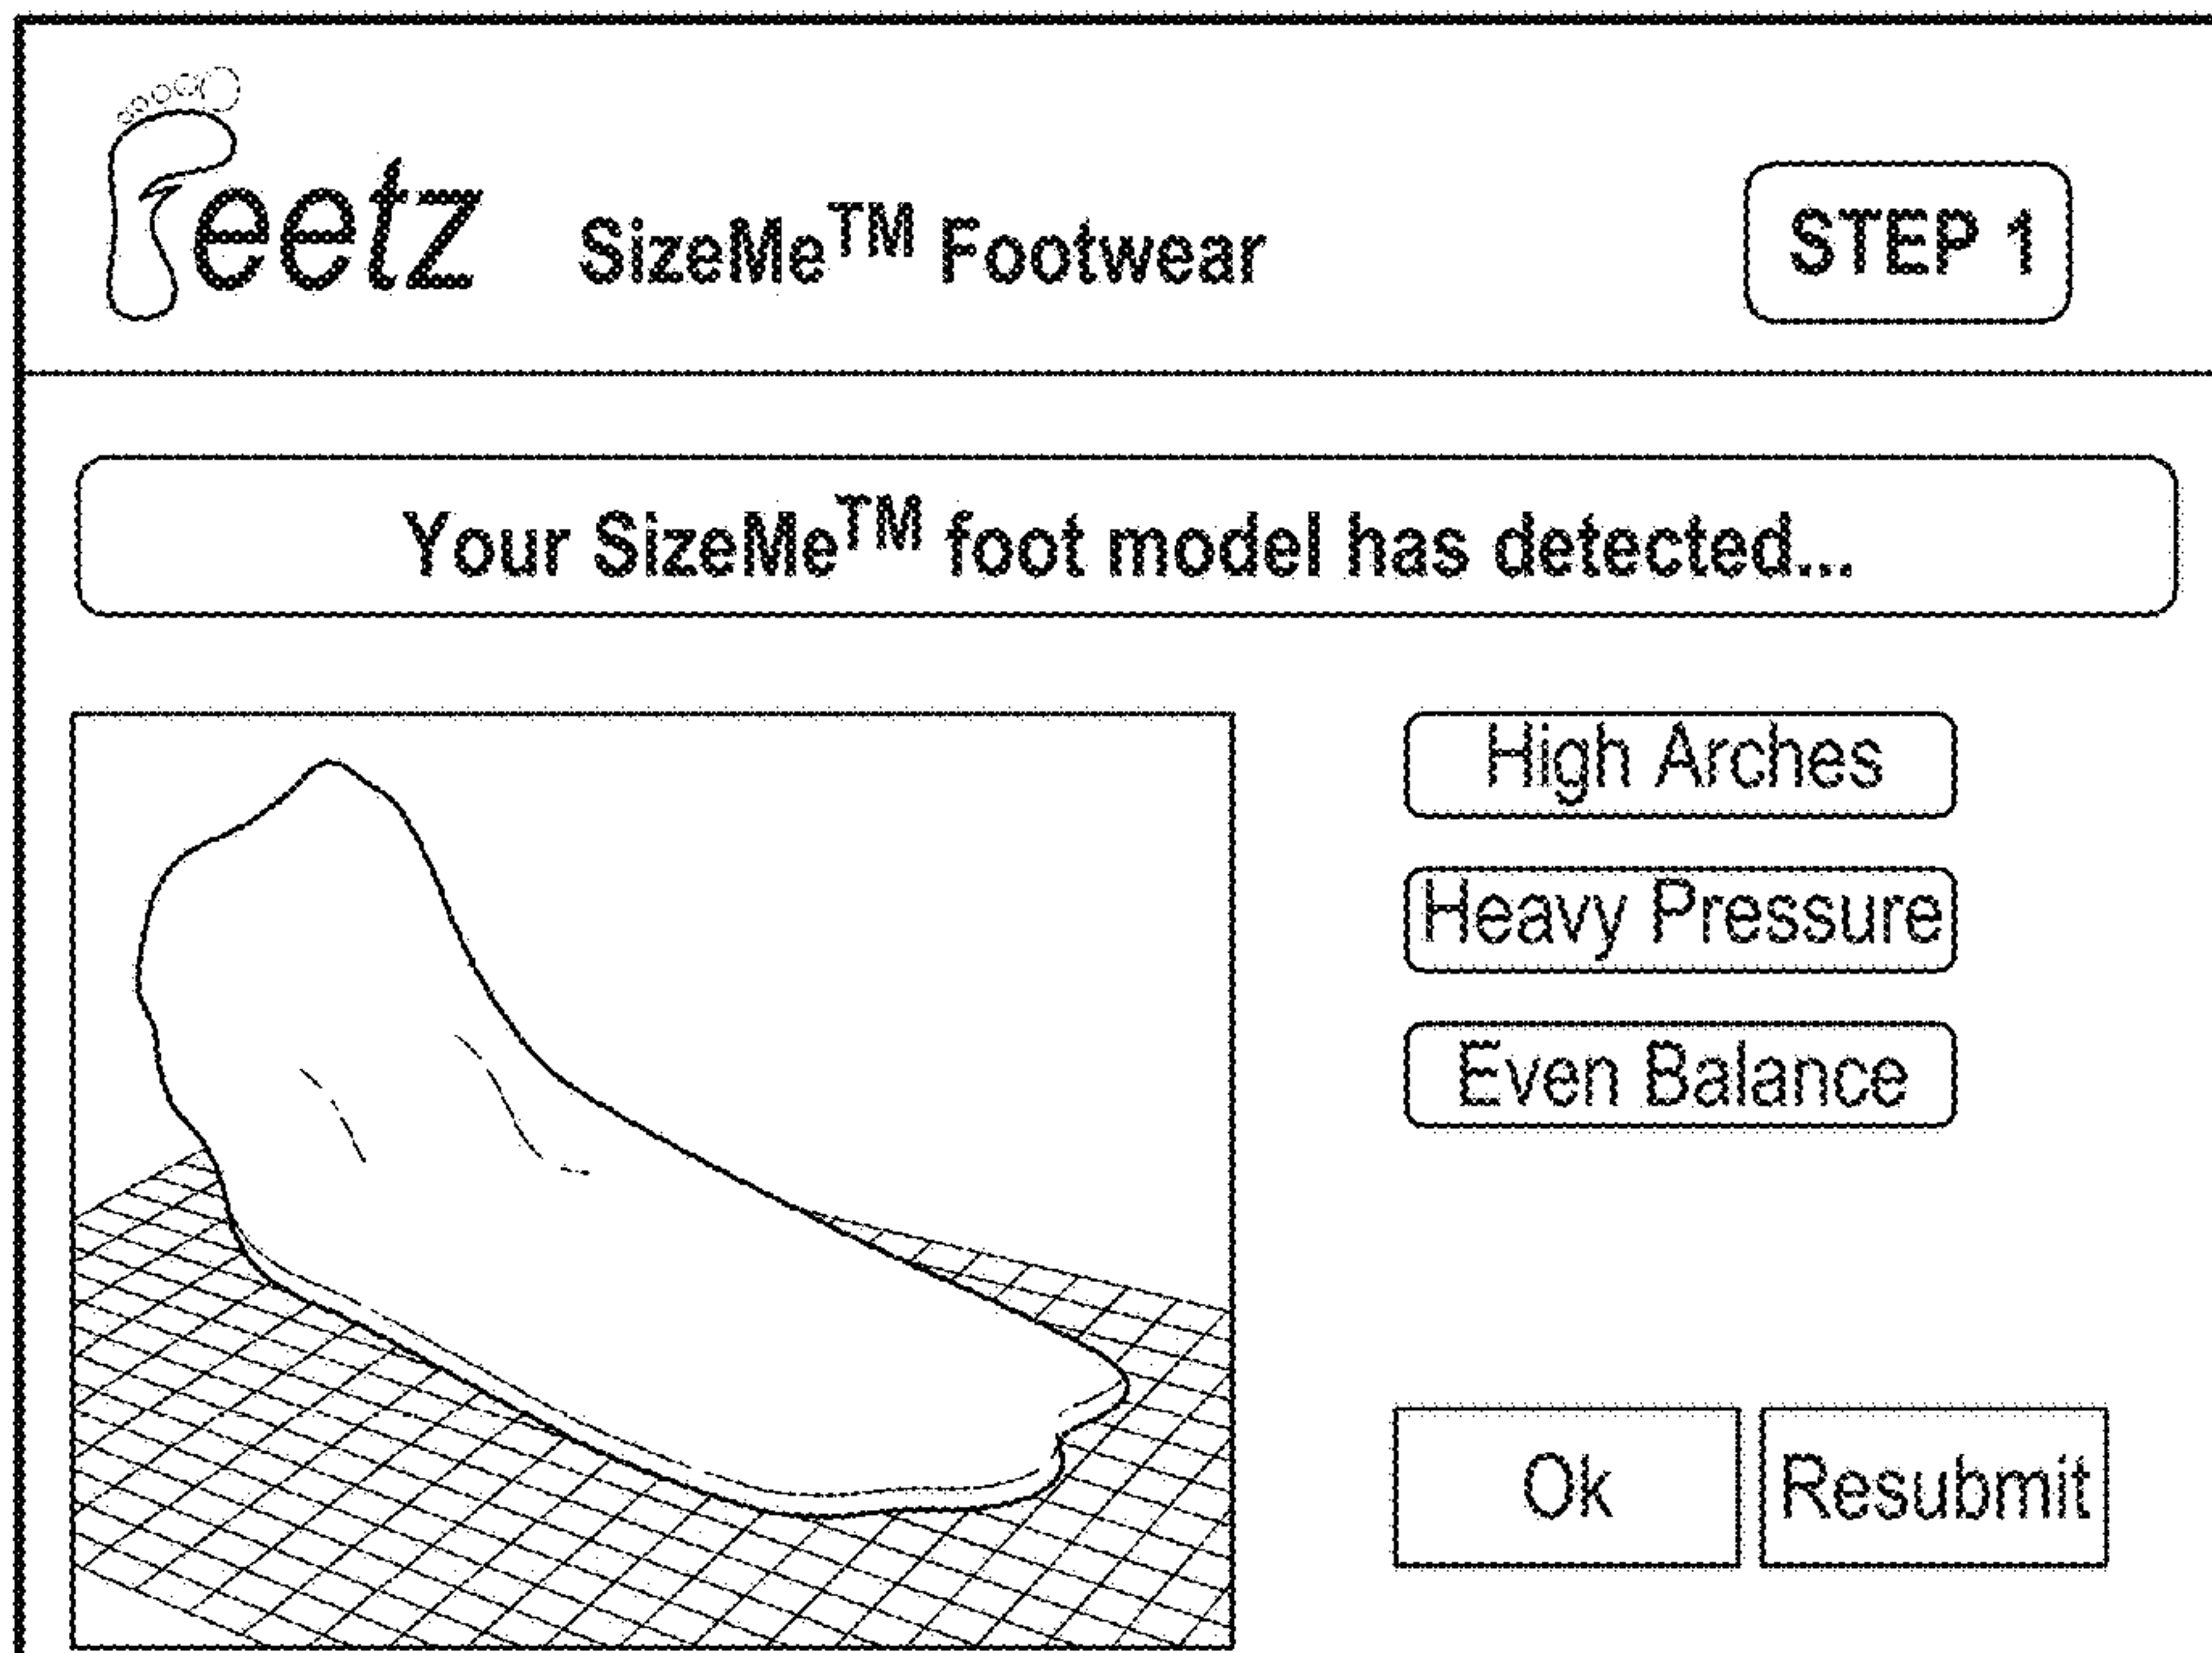 Feetz SizeMe™ Footwear
STEP 1
Your SizeMe™ foot model has detected...
High Arches
Heavy Pressure
Even Balance
Ok
Resubmit